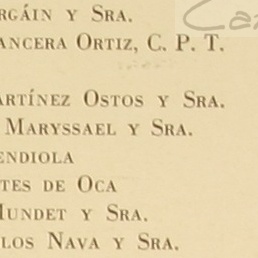 RGÁIN Y SRA.
ANCERA ORTIZ, C. P. T.
ARTÍNEZ OSTOS Y SRA.
MARYSSAEL Y SRA.
ENDIOLA
TES DE OCA
MUNDET Y SRA.
LOS NAVA Y SRA.